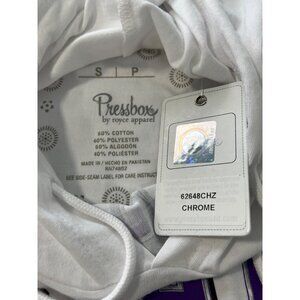 S | P
Pressbox
by royce apparel
60% COTTON
40% POLYESTER
60% ALGODÓN
40% POLIÉSTER
MADE IN / HECHO EN PAKISTAN
RN74952
SEE SIDE-SEAM LABEL FOR CARE INSTRUCT
62648CHZ
CHROME